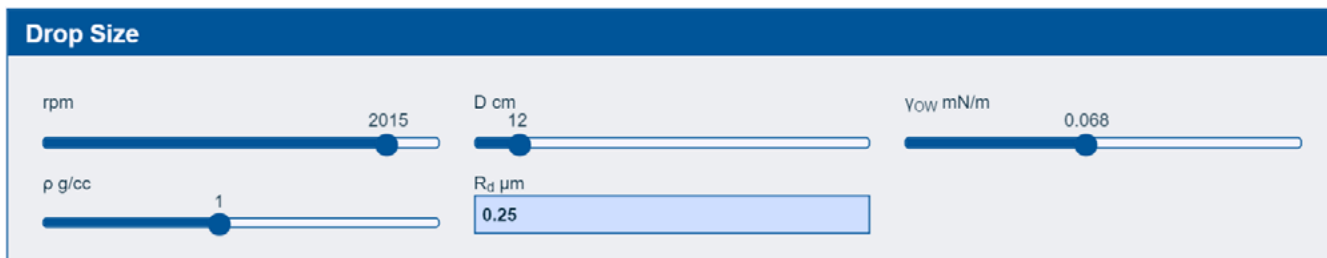 Drop Size
rpm
2015
D cm
12
γOW mN/m
0.068
ρ g/cc
1
Rd µm
0.25